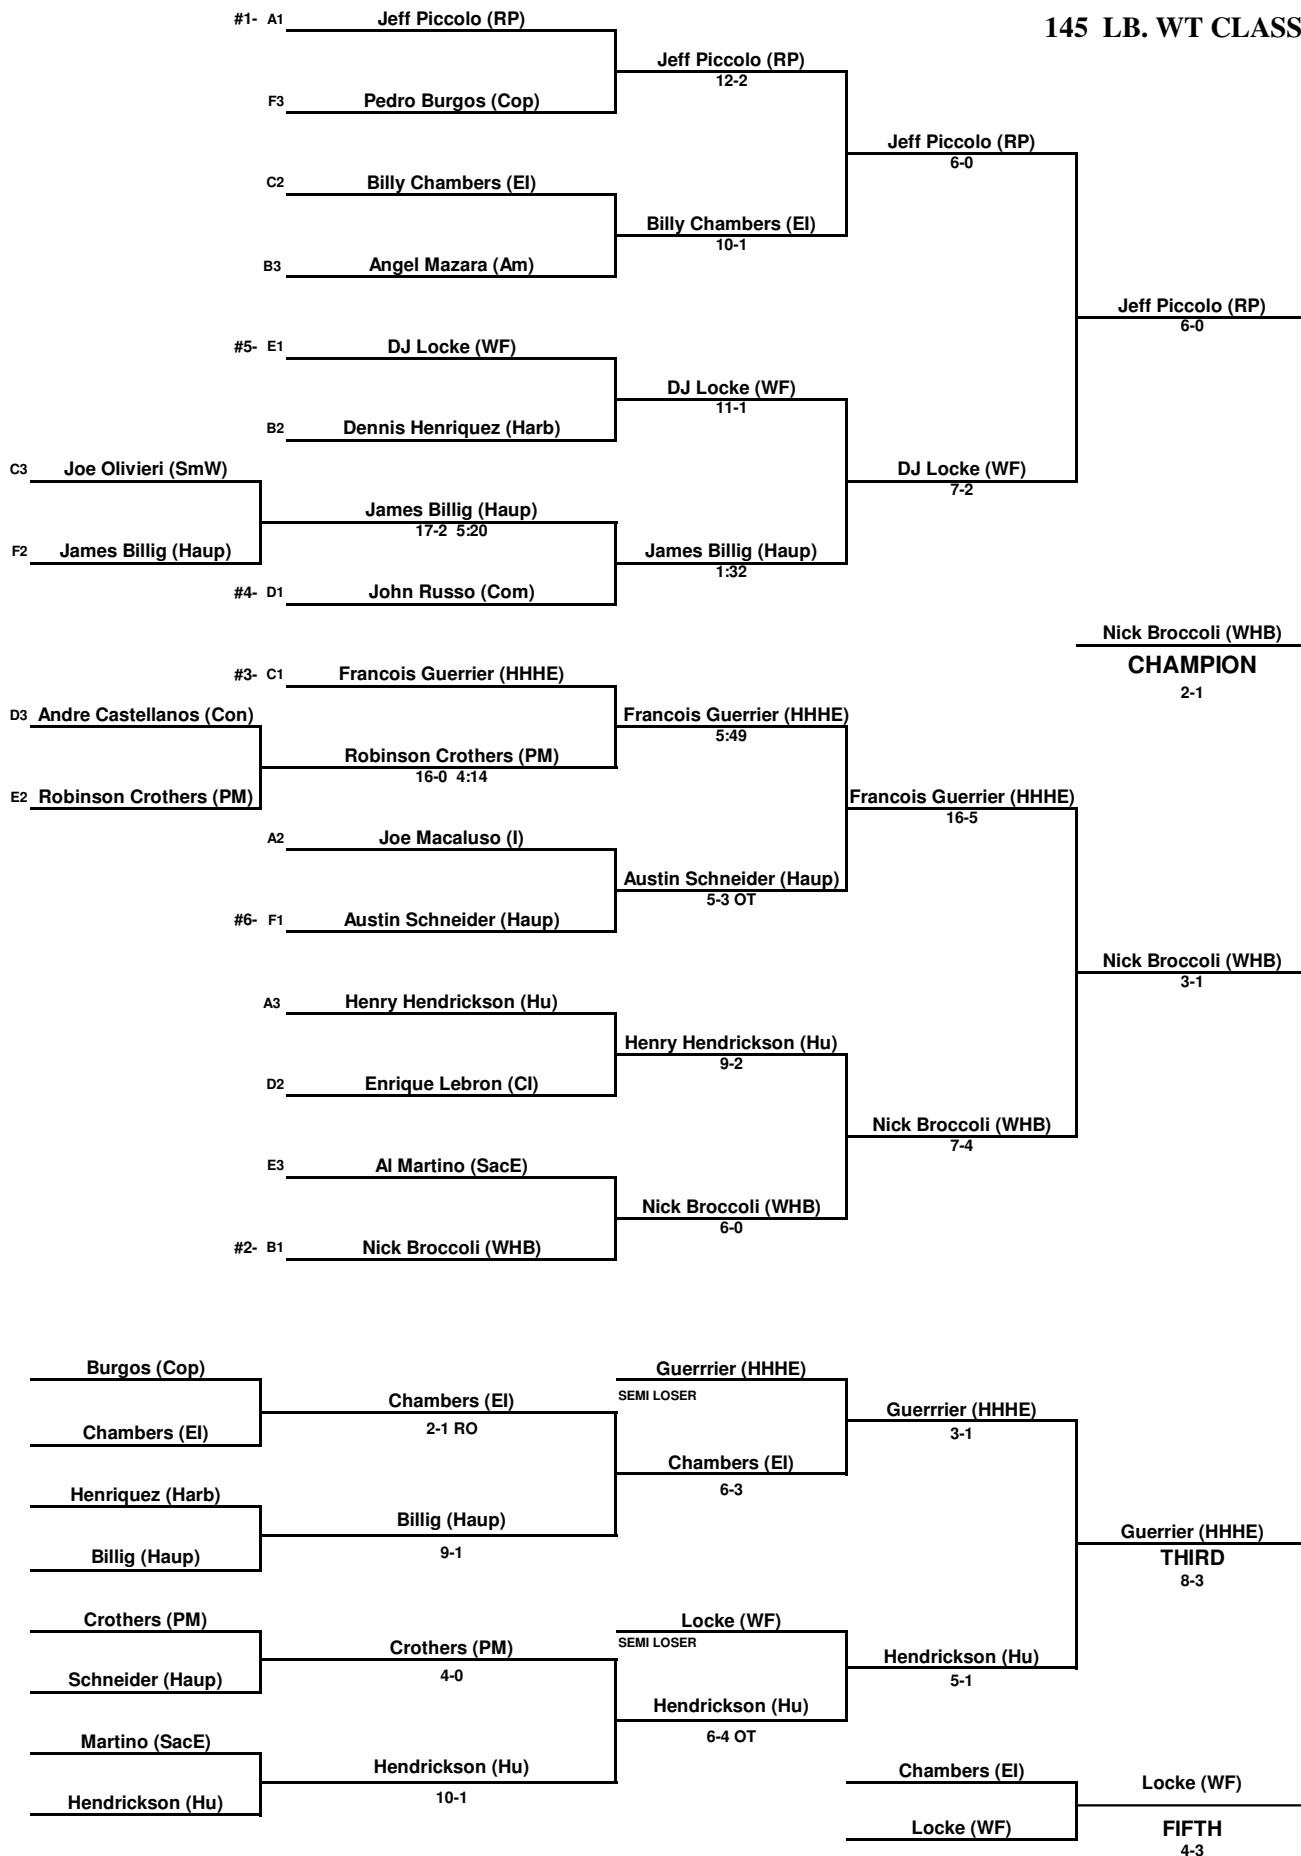 145 LB. WT CLASS
#1- A1 Jeff Piccolo (RP)
Jeff Piccolo (RP)
12-2
F3 Pedro Burgos (Cop)
Jeff Piccolo (RP)
6-0
C2 Billy Chambers (EI)
Billy Chambers (EI)
10-1
B3 Angel Mazara (Am)
Jeff Piccolo (RP)
6-0
#5- E1 DJ Locke (WF)
DJ Locke (WF)
11-1
B2 Dennis Henriquez (Harb)
C3 Joe Olivieri (SmW)
DJ Locke (WF)
7-2
James Billig (Haup)
17-2 5:20
F2 James Billig (Haup)
James Billig (Haup)
1:32
#4- D1 John Russo (Com)
Nick Broccoli (WHB)
CHAMPION
2-1
#3- C1 Francois Guerrier (HHHE)
D3 Andre Castellanos (Con)
Francois Guerrier (HHHE)
5:49
Robinson Crothers (PM)
16-0 4:14
E2 Robinson Crothers (PM)
Francois Guerrier (HHHE)
16-5
A2 Joe Macaluso (I)
Austin Schneider (Haup)
5-3 OT
#6- F1 Austin Schneider (Haup)
Nick Broccoli (WHB)
3-1
A3 Henry Hendrickson (Hu)
Henry Hendrickson (Hu)
9-2
D2 Enrique Lebron (CI)
Nick Broccoli (WHB)
7-4
E3 Al Martino (SacE)
Nick Broccoli (WHB)
6-0
#2- B1 Nick Broccoli (WHB)
Burgos (Cop)
Guerrrier (HHHE)
SEMI LOSER
Chambers (EI)
2-1 RO
Guerrrier (HHHE)
3-1
Chambers (EI)
Chambers (EI)
6-3
Henriquez (Harb)
Billig (Haup)
9-1
Billig (Haup)
Guerrier (HHHE)
THIRD
8-3
Crothers (PM)
Locke (WF)
SEMI LOSER
Crothers (PM)
4-0
Hendrickson (Hu)
5-1
Schneider (Haup)
Hendrickson (Hu)
6-4 OT
Martino (SacE)
Hendrickson (Hu)
10-1
Hendrickson (Hu)
Chambers (EI)
Locke (WF)
Locke (WF)
FIFTH
4-3